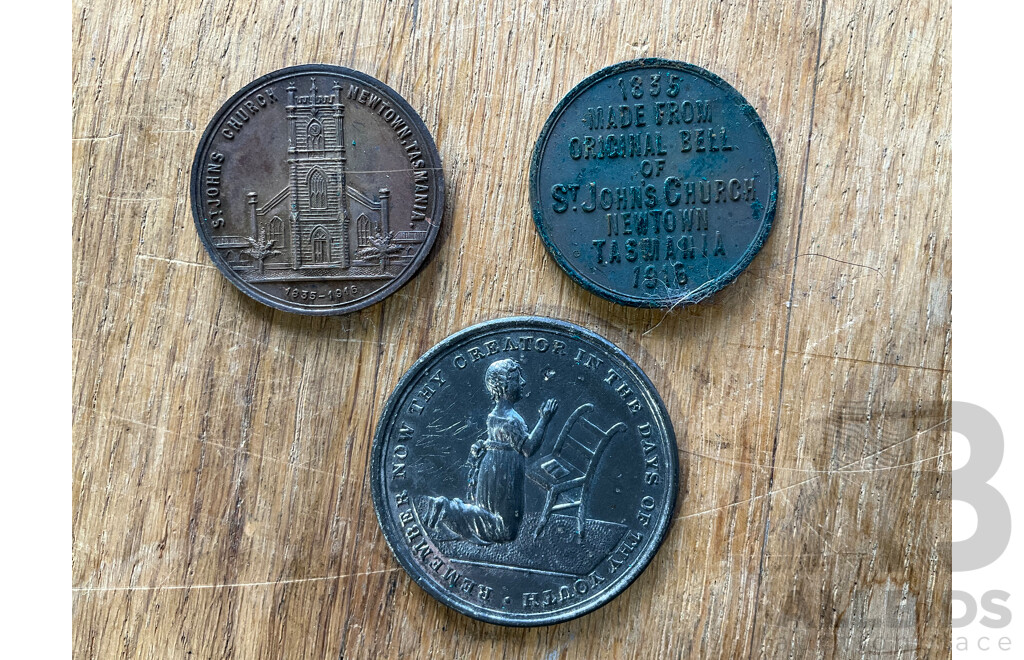 ST JOHNS CHURCH NEWTOWN, TASMANIA.
1835-1916
1835
MADE FROM
ORIGINAL BELL
OF
ST JOHN'S CHURCH
NEWTOWN
TASMANIA
1916
REMEMBER NOW THY CREATOR IN THE DAYS OF THY YOUTH